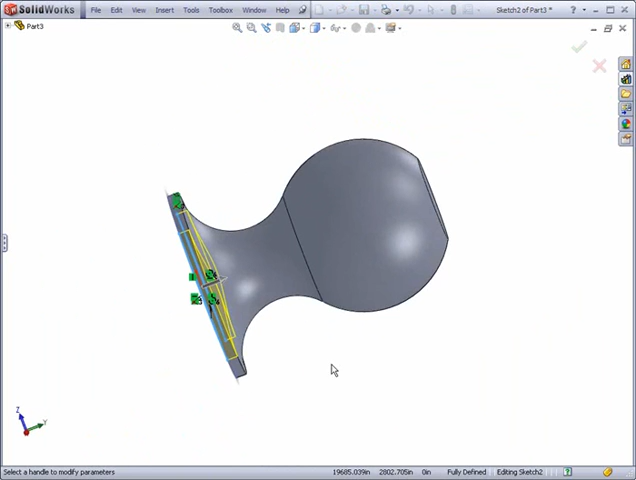 SolidWorks File Edit View Insert Tools Toolbox Window Help Sketch2 of Part3 *
Part3
Z
Y
Select a handle to modify parameters 19685.039in 2802.705in 0in Fully Defined Editing Sketch2